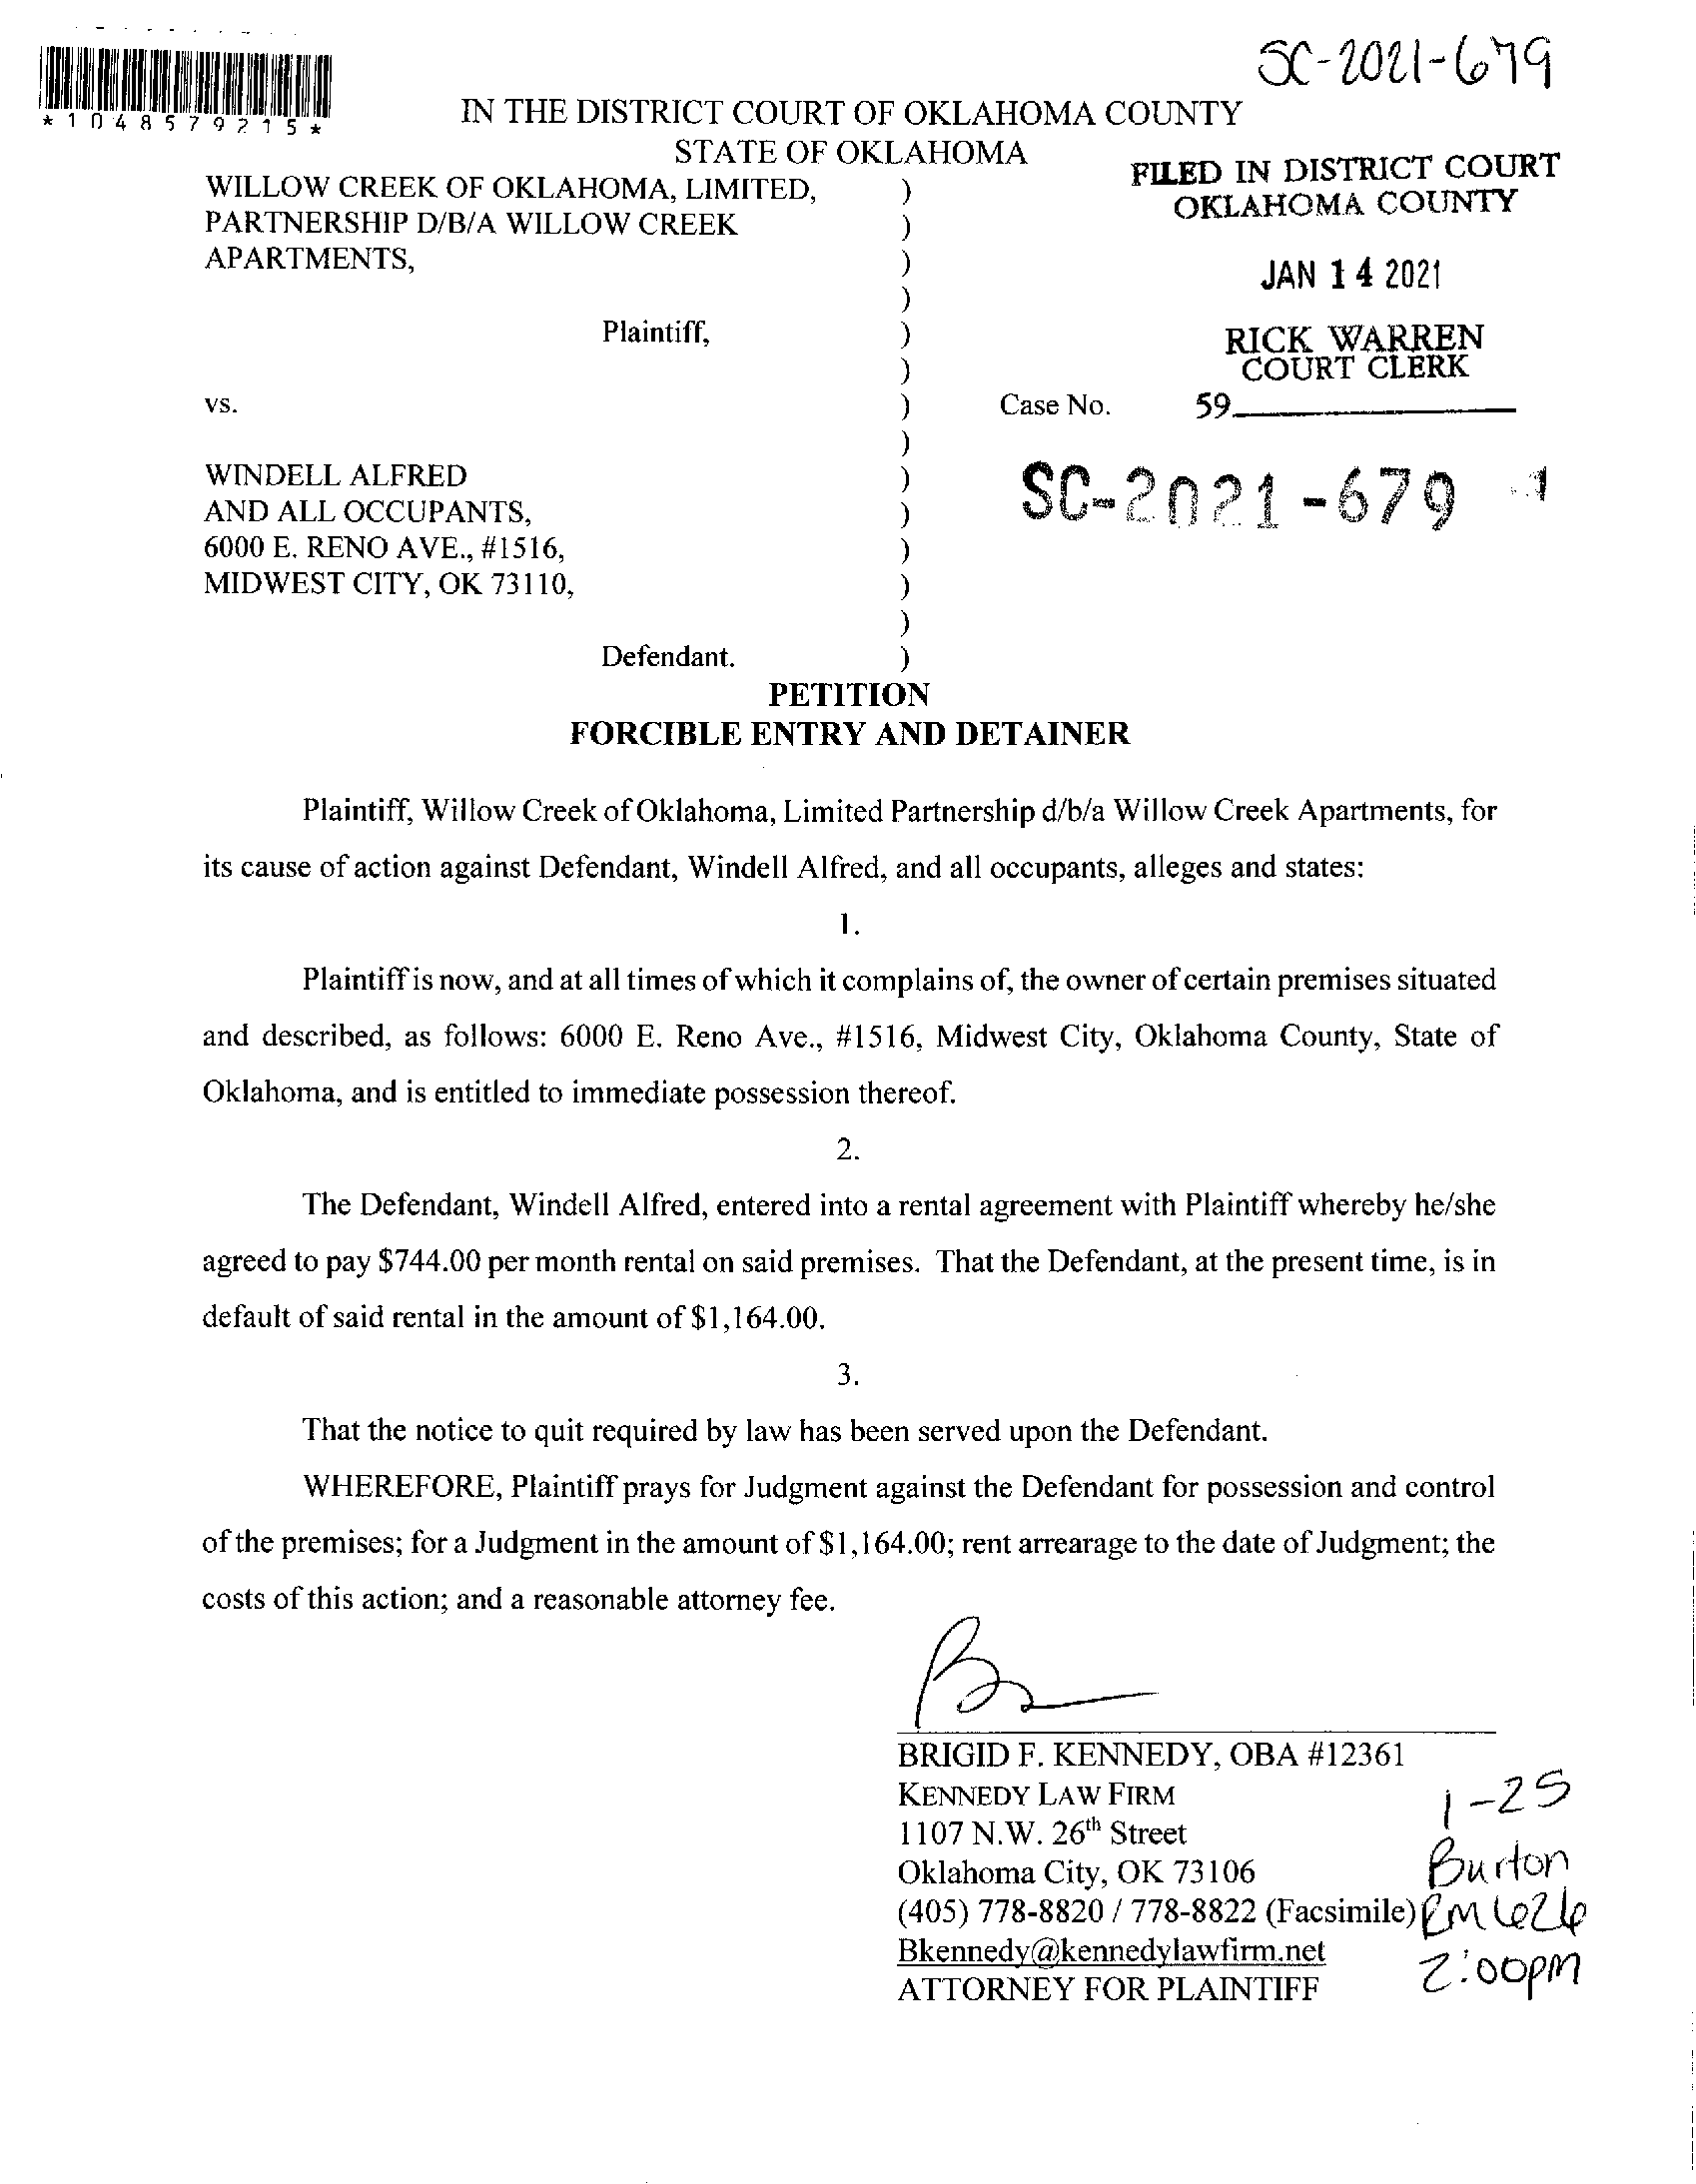 SC-2021-679
*1048579215*
IN THE DISTRICT COURT OF OKLAHOMA COUNTY
STATE OF OKLAHOMA
FILED IN DISTRICT COURT
OKLAHOMA COUNTY
JAN 14 2021
RICK WARREN
COURT CLERK
59
WILLOW CREEK OF OKLAHOMA, LIMITED, )
PARTNERSHIP D/B/A WILLOW CREEK )
APARTMENTS, )
)
Plaintiff, )
)
vs. ) Case No.
)
SC-2021-679
WINDELL ALFRED )
AND ALL OCCUPANTS, )
6000 E. RENO AVE., #1516, )
MIDWEST CITY, OK 73110, )
)
Defendant. )
PETITION
FORCIBLE ENTRY AND DETAINER
Plaintiff, Willow Creek of Oklahoma, Limited Partnership d/b/a Willow Creek Apartments, for
its cause of action against Defendant, Windell Alfred, and all occupants, alleges and states:
1.
Plaintiff is now, and at all times of which it complains of, the owner of certain premises situated
and described, as follows: 6000 E. Reno Ave., #1516, Midwest City, Oklahoma County, State of
Oklahoma, and is entitled to immediate possession thereof.
2.
The Defendant, Windell Alfred, entered into a rental agreement with Plaintiff whereby he/she
agreed to pay $744.00 per month rental on said premises. That the Defendant, at the present time, is in
default of said rental in the amount of $1,164.00.
3.
That the notice to quit required by law has been served upon the Defendant.
WHEREFORE, Plaintiff prays for Judgment against the Defendant for possession and control
of the premises; for a Judgment in the amount of $1,164.00; rent arrearage to the date of Judgment; the
costs of this action; and a reasonable attorney fee.
BRIGID F. KENNEDY, OBA #12361
KENNEDY LAW FIRM
1107 N.W. 26th Street
Oklahoma City, OK 73106
(405) 778-8820 / 778-8822 (Facsimile)
Bkennedy@kennedylawfirm.net
ATTORNEY FOR PLAINTIFF
1-25
Burton
RM 626
2:00pm